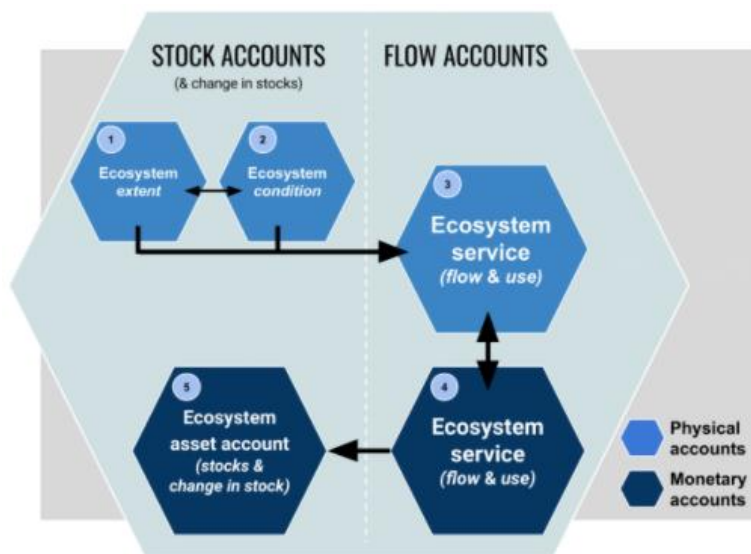 STOCK ACCOUNTS
(& change in stocks)
FLOW ACCOUNTS
1
Ecosystem
extent
2
Ecosystem
condition
3
Ecosystem
service
(flow & use)
4
Ecosystem
service
(flow & use)
5
Ecosystem
asset account
(stocks &
change in stock)
Physical
accounts
Monetary
accounts